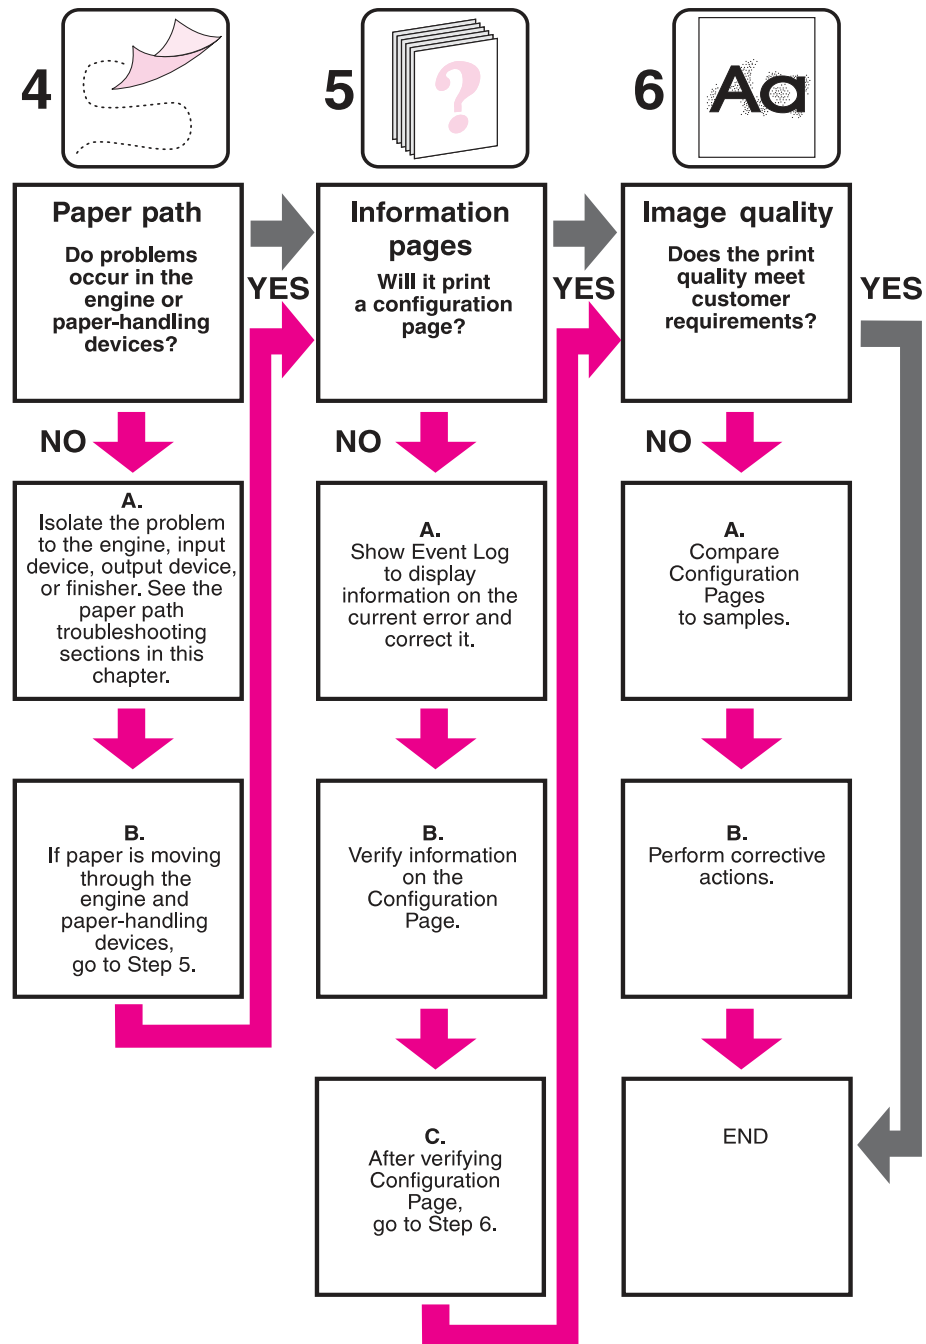 4
Paper path
Do problems
occur in the
engine or
paper-handling
devices?
YES
NO
A.
Isolate the problem
to the engine, input
device, output device,
or finisher. See the
paper path
troubleshooting
sections in this
chapter.
B.
If paper is moving
through the
engine and
paper-handling
devices,
go to Step 5.
5
?
Information
pages
Will it print
a configuration
page?
YES
NO
A.
Show Event Log
to display
information on the
current error and
correct it.
B.
Verify information
on the
Configuration
Page.
C.
After verifying
Configuration
Page,
go to Step 6.
6
Aa
Image quality
Does the print
quality meet
customer
requirements?
YES
NO
A.
Compare
Configuration
Pages
to samples.
B.
Perform corrective
actions.
END